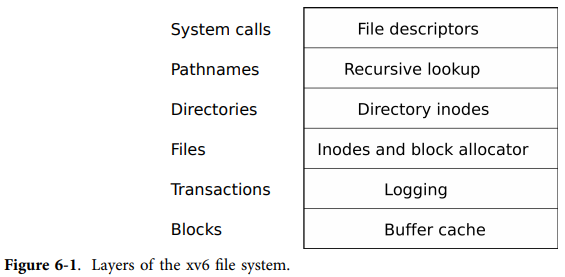 System calls File descriptors
Pathnames Recursive lookup
Directories Directory inodes
Files Inodes and block allocator
Transactions Logging
Blocks Buffer cache
Figure 6-1. Layers of the xv6 file system.